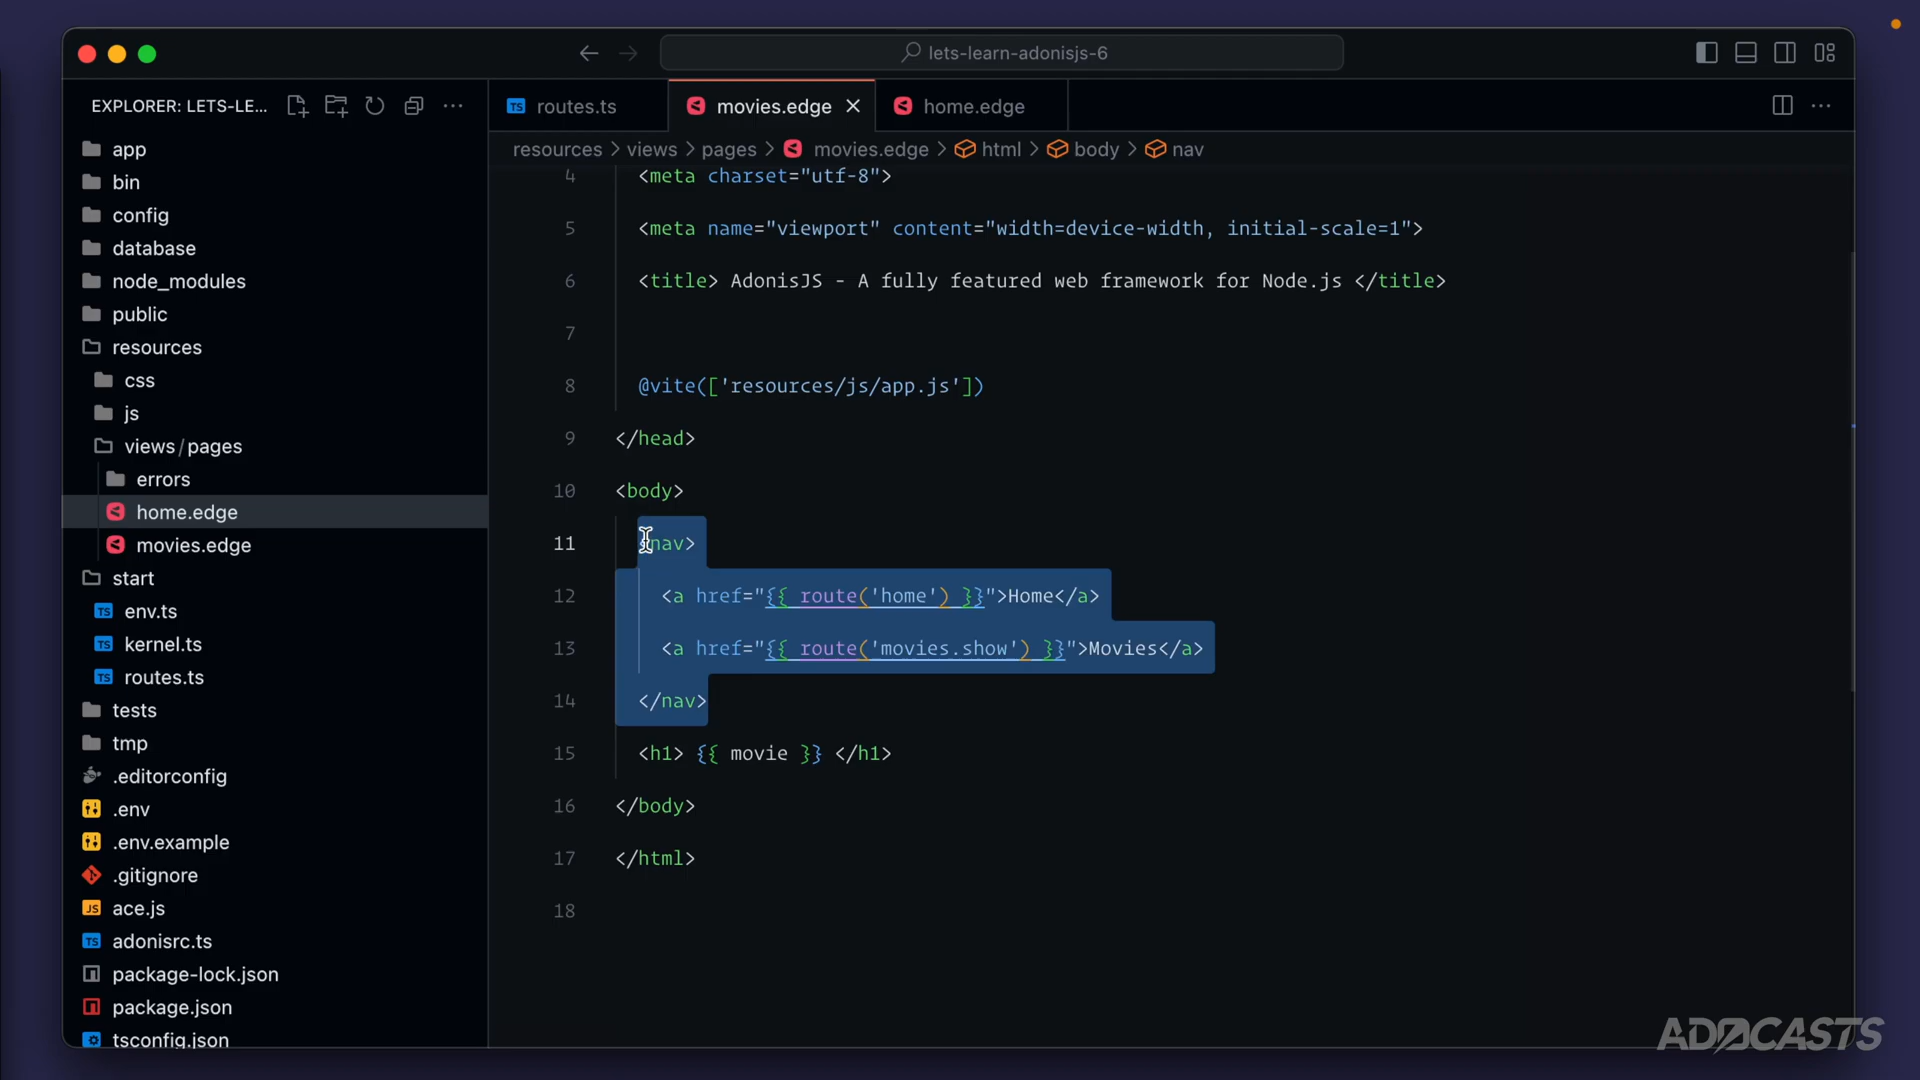 lets-learn-adonisjs-6
EXPLORER: LETS-LE...
routes.ts
movies.edge
home.edge
resources > views > pages > movies.edge > html > body > nav
app
bin
config
database
node_modules
public
resources
css
js
views/pages
errors
home.edge
movies.edge
start
env.ts
kernel.ts
routes.ts
tests
tmp
.editorconfig
.env
.env.example
.gitignore
ace.js
adonisrc.ts
package-lock.json
package.json
tsconfig.json
4 <meta charset="utf-8">
5 <meta name="viewport" content="width=device-width, initial-scale=1">
6 <title> AdonisJS - A fully featured web framework for Node.js </title>
7
8 @vite(['resources/js/app.js'])
9 </head>
10 <body>
11 <nav>
12 <a href="{{ route('home') }}">Home</a>
13 <a href="{{ route('movies.show') }}">Movies</a>
14 </nav>
15 <h1> {{ movie }} </h1>
16 </body>
17 </html>
18
ADOCASTS